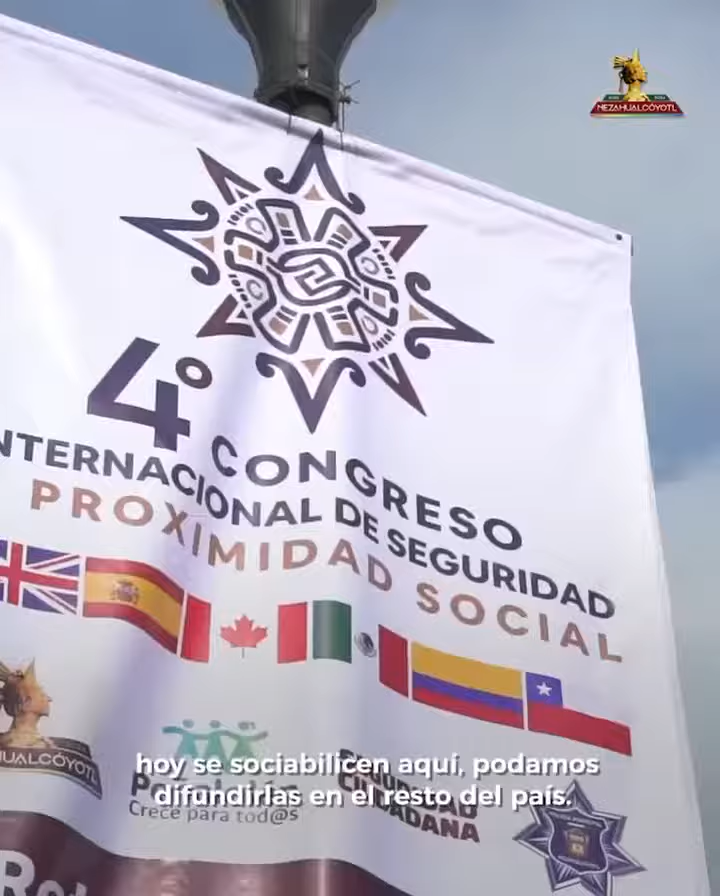 NEZAHUALCÓYOTL
4°
CONGRESO
NTERNACIONAL DE SEGURIDAD
PROXIMIDAD SOCIAL
UALCÓYOTL
hoy se sociabilicen aquí, podamos
difundirlas en el resto del país.
Crece para tod@s
CIUDADANA